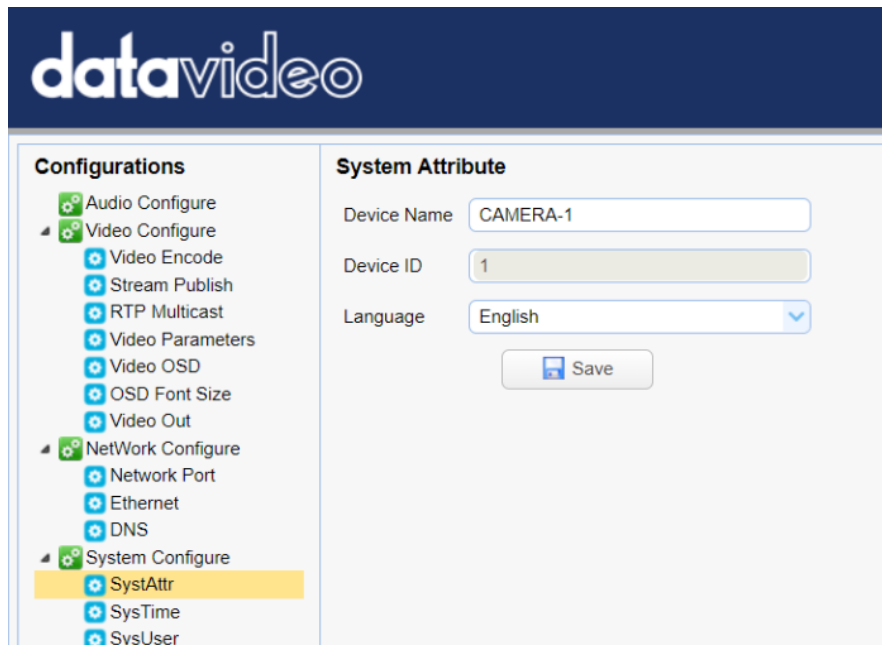 datavideo
Configurations
Audio Configure
Video Configure
Video Encode
Stream Publish
RTP Multicast
Video Parameters
Video OSD
OSD Font Size
Video Out
NetWork Configure
Network Port
Ethernet
DNS
System Configure
SystAttr
SysTime
SysUser
System Attribute
Device Name CAMERA-1
Device ID 1
Language English
Save